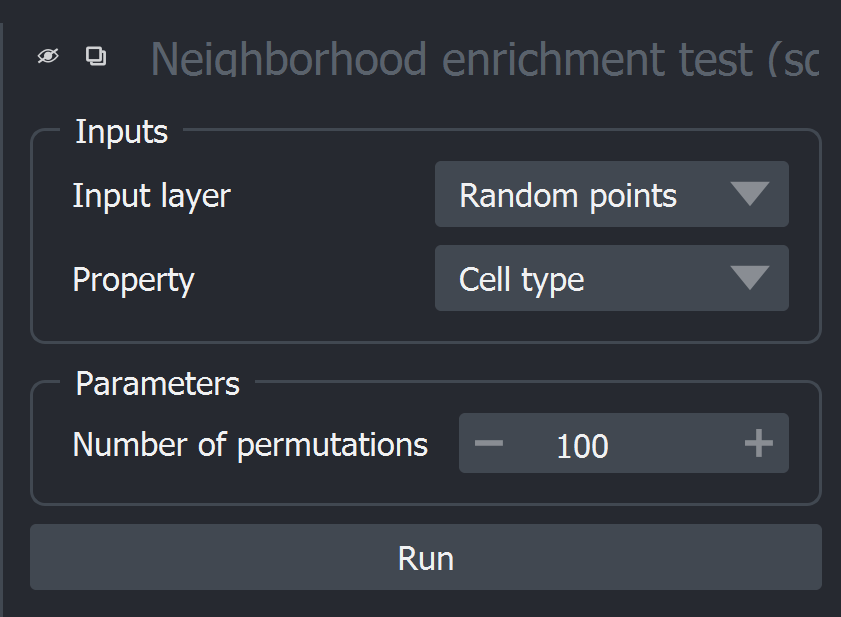 Neighborhood enrichment test (sc
Inputs
Input layer Random points
Property Cell type
Parameters
Number of permutations 100
Run